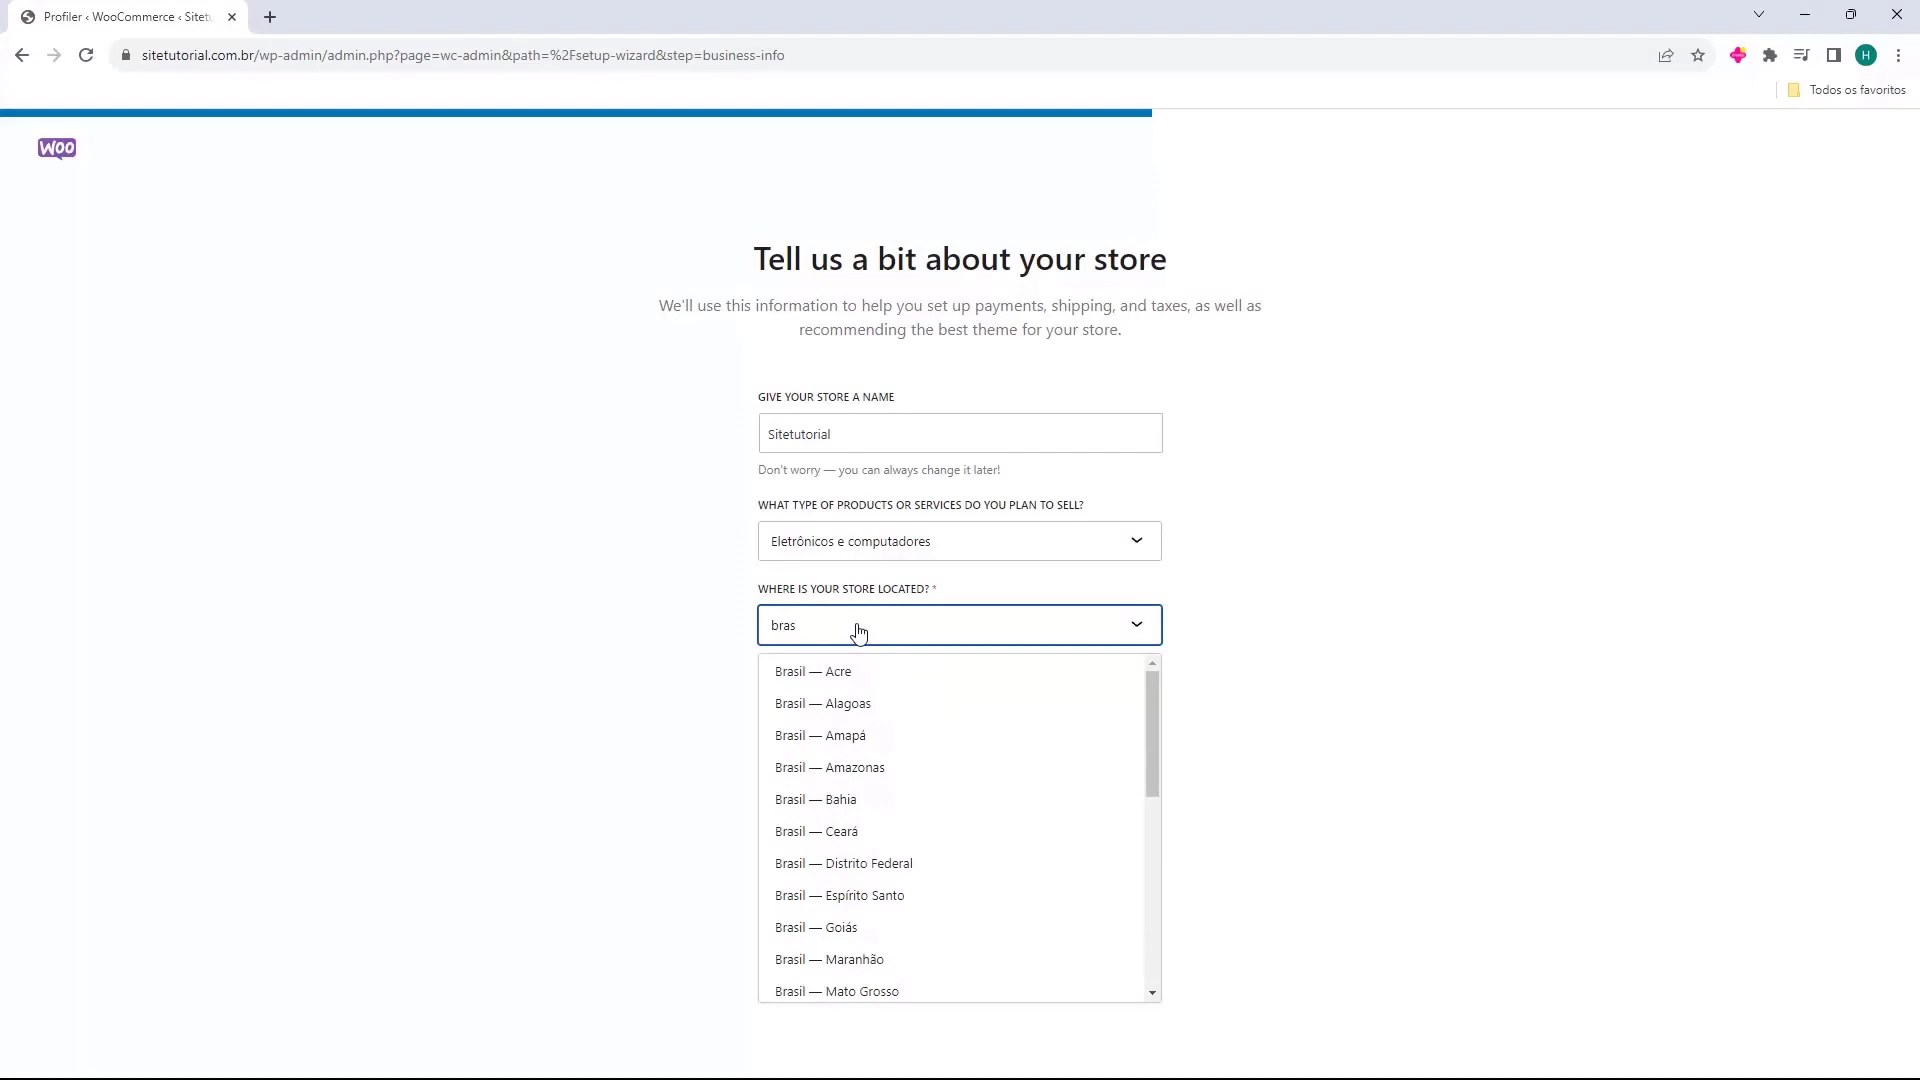 Profiler ‹ WooCommerce ‹ Sitetu
sitetutorial.com.br/wp-admin/admin.php?page=wc-admin&path=%2Fsetup-wizard&step=business-info
H
Todos os favoritos
WOO
Tell us a bit about your store
We'll use this information to help you set up payments, shipping, and taxes, as well as
recommending the best theme for your store.
GIVE YOUR STORE A NAME
Sitetutorial
Don't worry — you can always change it later!
WHAT TYPE OF PRODUCTS OR SERVICES DO YOU PLAN TO SELL?
Eletrônicos e computadores
WHERE IS YOUR STORE LOCATED? *
bras
Brasil — Acre
Brasil — Alagoas
Brasil — Amapá
Brasil — Amazonas
Brasil — Bahia
Brasil — Ceará
Brasil — Distrito Federal
Brasil — Espírito Santo
Brasil — Goiás
Brasil — Maranhão
Brasil — Mato Grosso